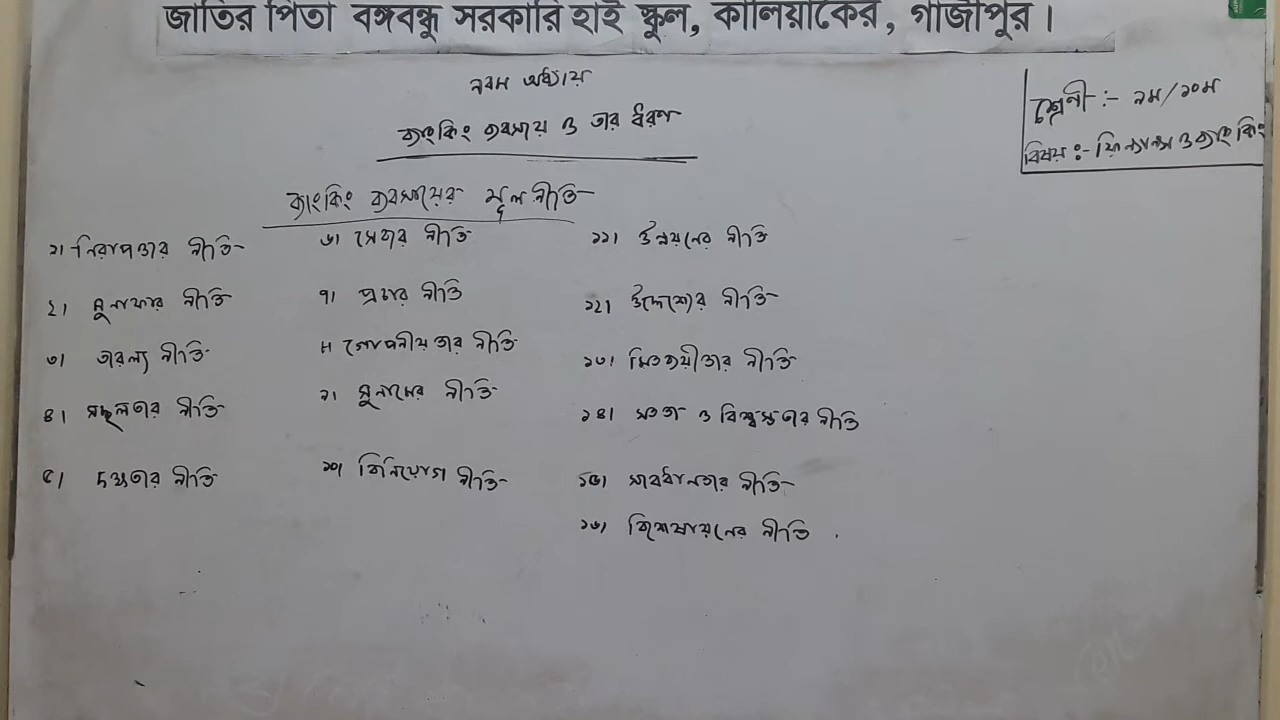 জাতির পিতা বঙ্গবন্ধু সরকারি হাই স্কুল, কালিয়াকৈর, গাজীপুর।
নবম অধ্যায়
ব্যাংকিং ব্যবসায় ও তার ধরণ
শ্রেণী :- ৯ম/১০ম
বিষয় :- ফিন্যান্স ও ব্যাংকিং
ব্যাংকিং ব্যবসায়ের মূলনীতি
১। নিরাপত্তার নীতি
২। মুনাফার নীতি
৩। তারল্য নীতি
৪। সচ্ছলতার নীতি
৫। দক্ষতার নীতি
৬। সেবার নীতি
৭। প্রচার নীতি
৮। গোপনীয়তার নীতি
৯। সুনামের নীতি
১০। বিনিয়োগ নীতি
১১। উন্নয়নের নীতি
১২। উদ্দেশ্যের নীতি
১৩। মিতব্যয়ীতার নীতি
১৪। সততা ও বিশ্বস্ততার নীতি
১৫। সাবধানতার নীতি
১৬। বিশেষায়নের নীতি